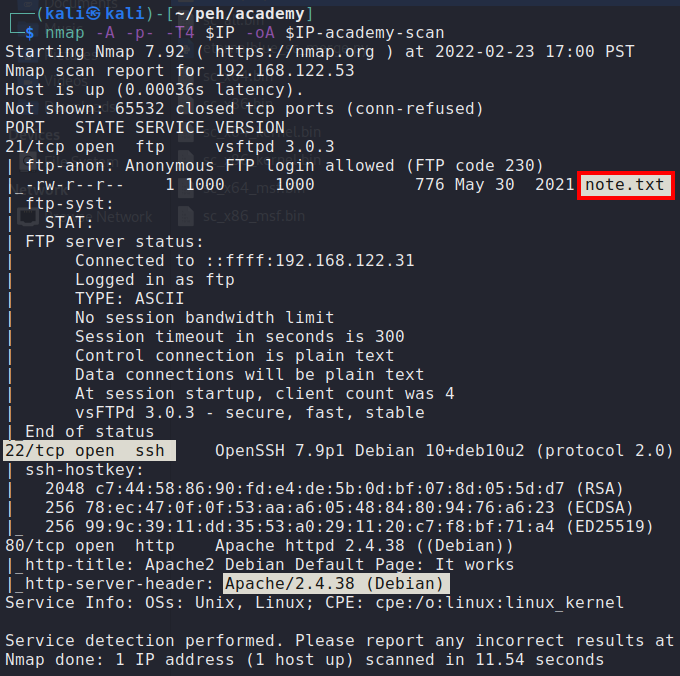 ┌──(kali㉿kali)-[~/peh/academy]
└─$ nmap -A -p- -T4 $IP -oA $IP-academy-scan
Starting Nmap 7.92 ( https://nmap.org ) at 2022-02-23 17:00 PST
Nmap scan report for 192.168.122.53
Host is up (0.00036s latency).
Not shown: 65532 closed tcp ports (conn-refused)
PORT   STATE SERVICE VERSION
21/tcp open  ftp     vsftpd 3.0.3
| ftp-anon: Anonymous FTP login allowed (FTP code 230)
|_-rw-r--r--    1 1000     1000          776 May 30  2021 note.txt
| ftp-syst:
|   STAT:
| FTP server status:
|      Connected to ::ffff:192.168.122.31
|      Logged in as ftp
|      TYPE: ASCII
|      No session bandwidth limit
|      Session timeout in seconds is 300
|      Control connection is plain text
|      Data connections will be plain text
|      At session startup, client count was 4
|      vsFTPd 3.0.3 - secure, fast, stable
|_End of status
22/tcp open  ssh     OpenSSH 7.9p1 Debian 10+deb10u2 (protocol 2.0)
| ssh-hostkey:
|   2048 c7:44:58:86:90:fd:e4:de:5b:0d:bf:07:8d:05:5d:d7 (RSA)
|   256 78:ec:47:0f:0f:53:aa:a6:05:48:84:80:94:76:a6:23 (ECDSA)
|_  256 99:9c:39:11:dd:35:53:a0:29:11:20:c7:f8:bf:71:a4 (ED25519)
80/tcp open  http    Apache httpd 2.4.38 ((Debian))
|_http-title: Apache2 Debian Default Page: It works
|_http-server-header: Apache/2.4.38 (Debian)
Service Info: OSs: Unix, Linux; CPE: cpe:/o:linux:linux_kernel

Service detection performed. Please report any incorrect results at
Nmap done: 1 IP address (1 host up) scanned in 11.54 seconds
sc_x86_msf.bin